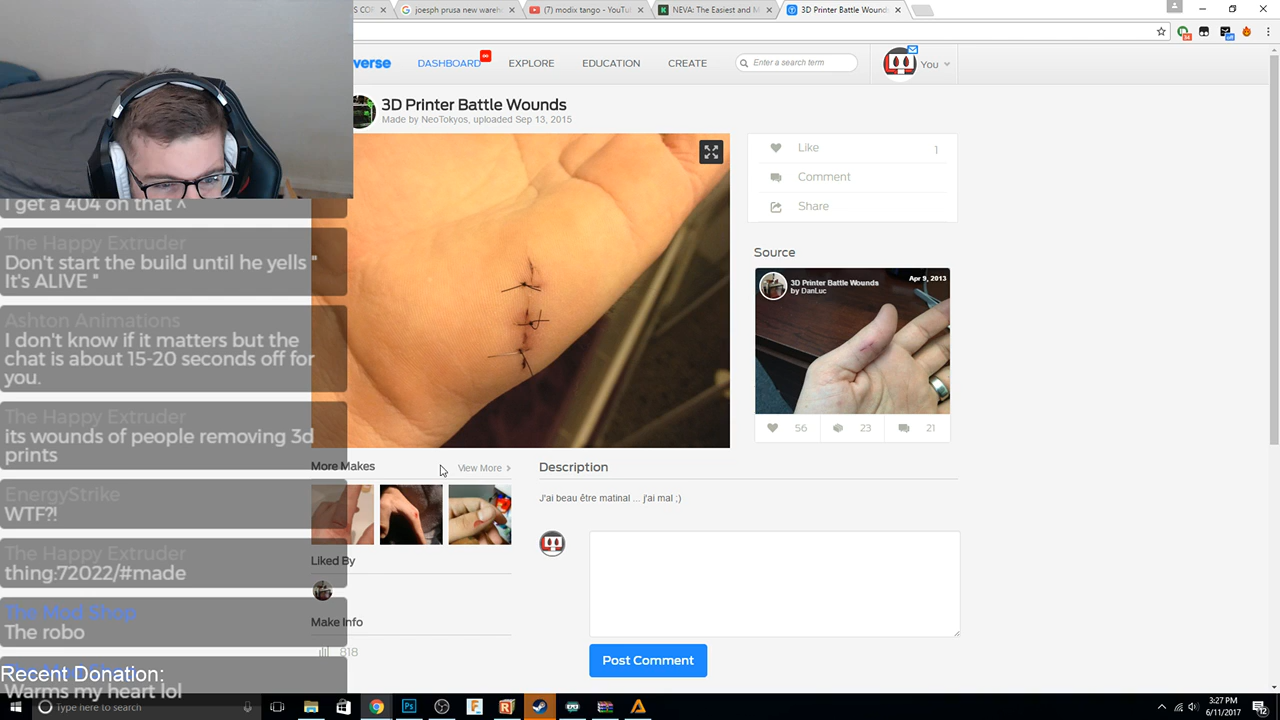 S COR
joesph prusa new wareh
(7) modix tango - YouTu
NEVA: The Easiest and M
3D Printer Battle Wound
verse
DASHBOARD
EXPLORE
EDUCATION
CREATE
Enter a search term
You
3D Printer Battle Wounds
Made by NeoTokyos, uploaded Sep 13, 2015
Like
1
Comment
Share
Source
3D Printer Battle Wounds
by DanLuc
Apr 9, 2013
56
23
21
I get a 404 on that ^
The Happy Extruder
Don't start the build until he yells "
It's ALIVE "
Ashton Animations
I don't know if it matters but the
chat is about 15-20 seconds off for
you.
The Happy Extruder
its wounds of people removing 3d
prints
EnergyStrike
WTF?!
The Happy Extruder
thing:72022/#made
The Mod Shop
The robo
Recent Donation:
Warms my heart lol
More Makes
View More
Liked By
Make Info
818
Description
J'ai beau être matinal ... j'ai mal ;)
Post Comment
Type here to search
3:27 PM
6/11/2017